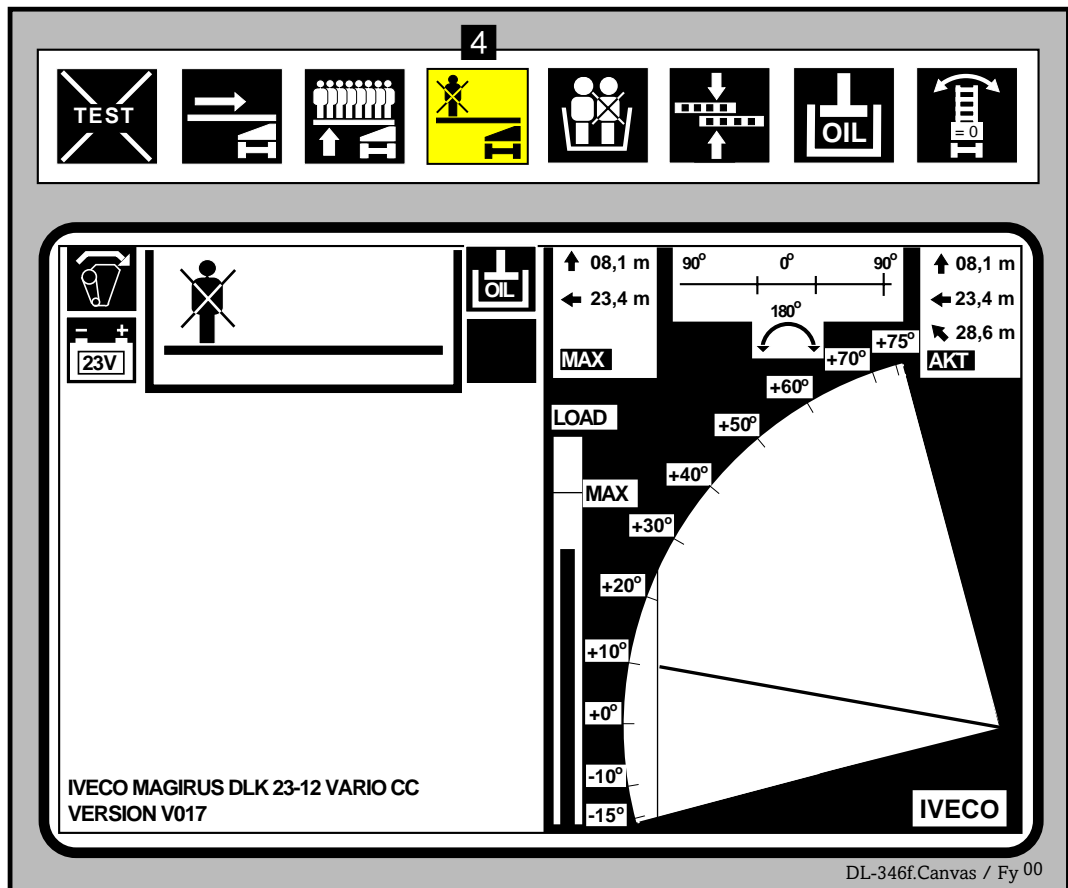 4
TEST
OIL
= 0
OIL
- +
23V
08,1 m
23,4 m
MAX
90° 0° 90°
180°
08,1 m
23,4 m
28,6 m
AKT
+75°
+70°
+60°
+50°
+40°
+30°
+20°
+10°
+0°
-10°
-15°
LOAD
MAX
IVECO MAGIRUS DLK 23-12 VARIO CC
VERSION V017
IVECO
DL-346f.Canvas / Fy 00